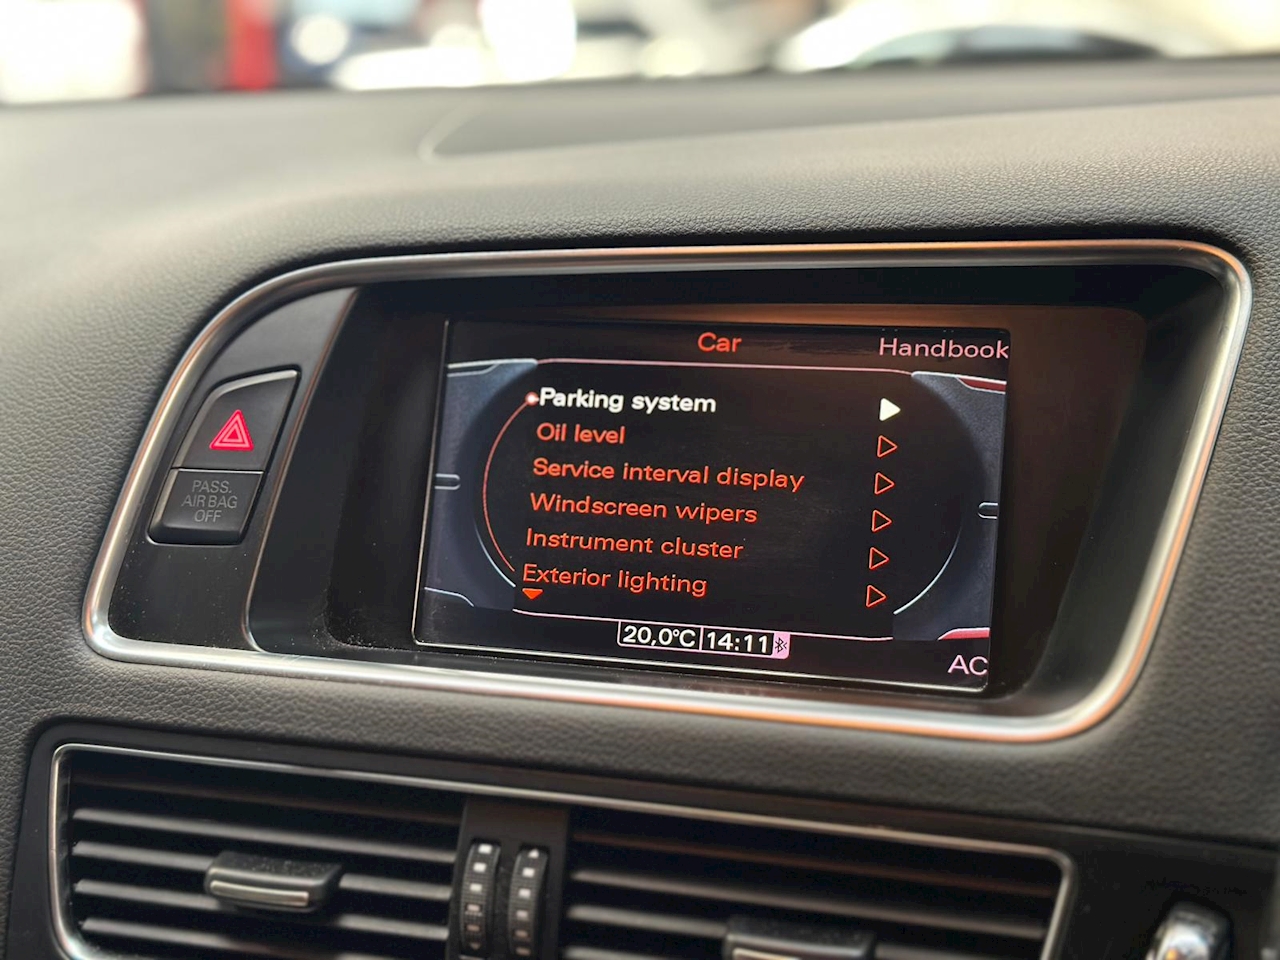 Car
Handbook
Parking system
Oil level
Service interval display
Windscreen wipers
Instrument cluster
Exterior lighting
20,0°C 14:11
AC
PASS.
AIR BAG
OFF